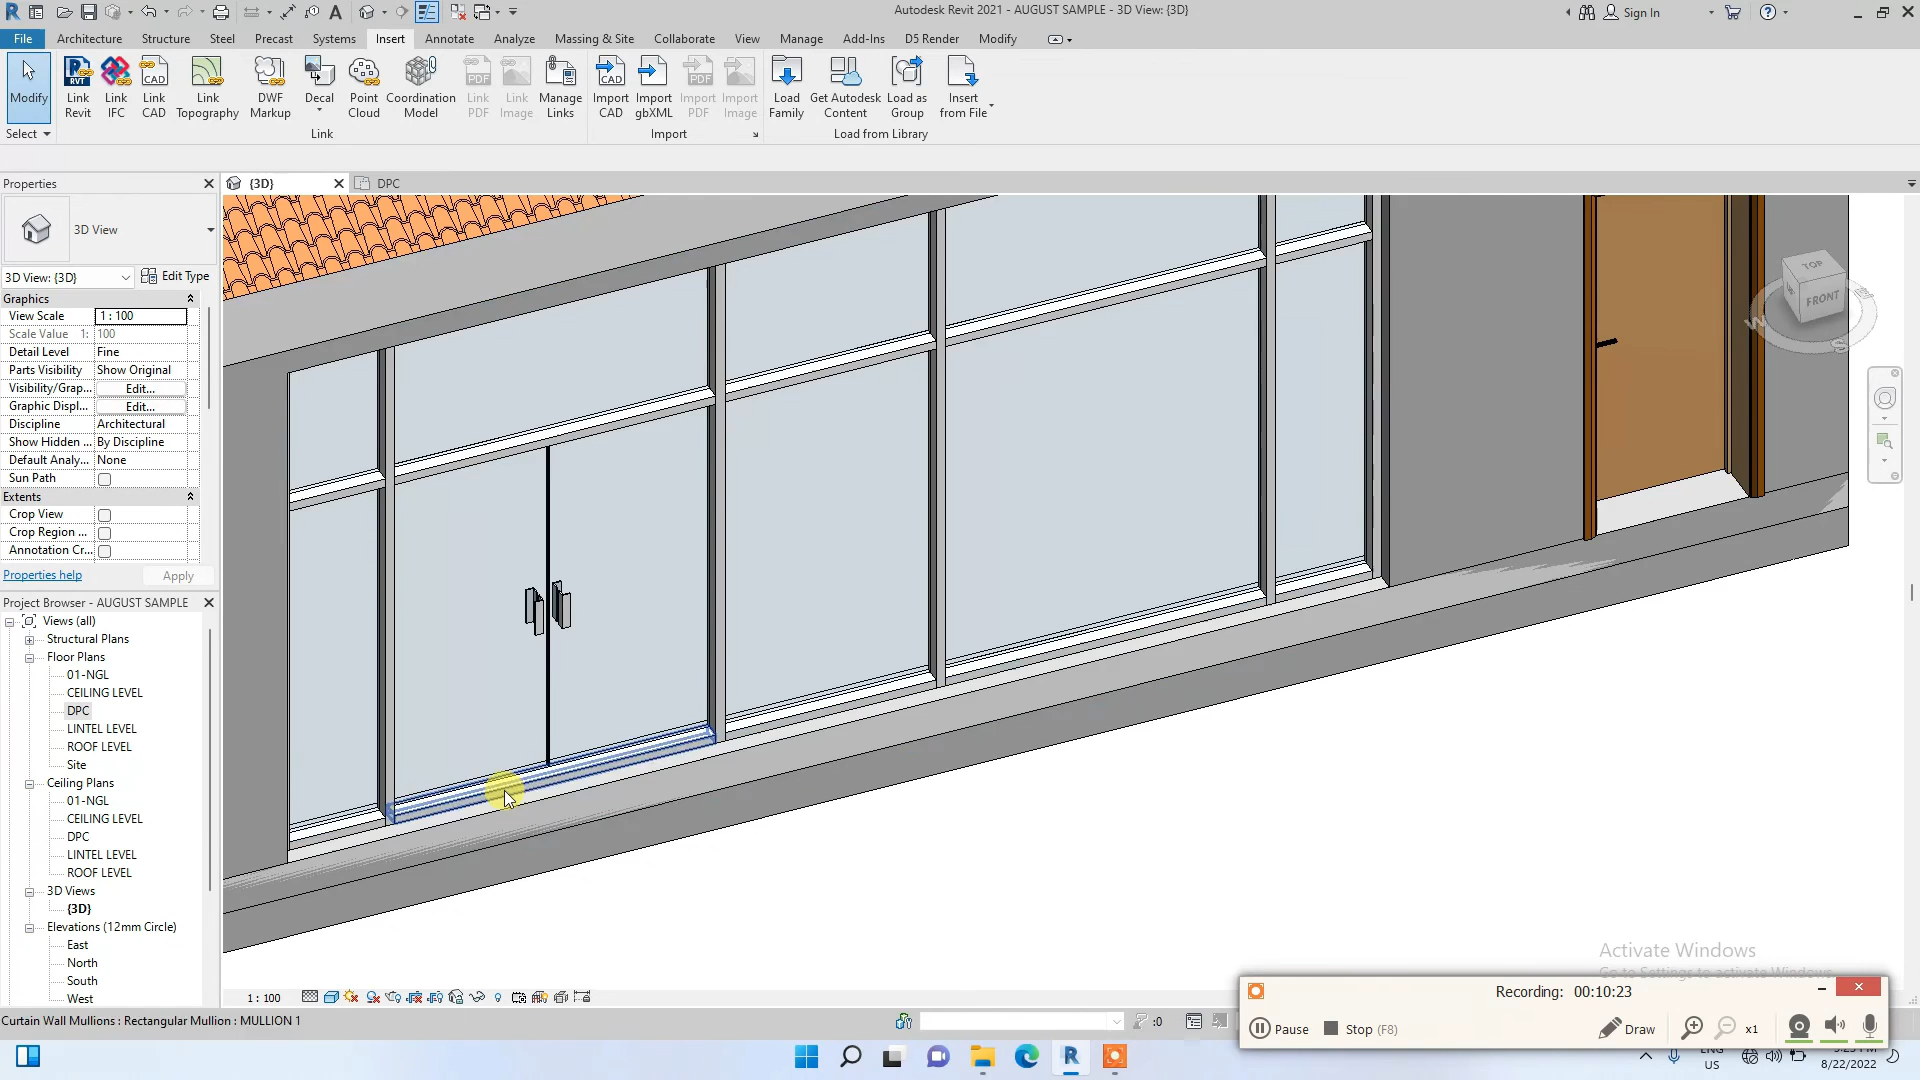 Autodesk Revit 2021 - AUGUST SAMPLE - 3D View: {3D}
Sign In
File Architecture Structure Steel Precast Systems Insert Annotate Analyze Massing & Site Collaborate View Manage Add-Ins D5 Render Modify
Modify
Link Revit
Link IFC
Link CAD
Link Topography
DWF Markup
Decal
Point Cloud
Coordination Model
Link PDF
Link Image
Manage Links
Import CAD
Import gbXML
Import PDF
Import Image
Load Family
Get Autodesk Content
Load as Group
Insert from File
Select
Link
Import
Load from Library
Properties
{3D}
DPC
3D View
3D View: {3D}
Edit Type
Graphics
View Scale 1 : 100
Scale Value 1: 100
Detail Level Fine
Parts Visibility Show Original
Visibility/Grap... Edit...
Graphic Displ... Edit...
Discipline Architectural
Show Hidden ... By Discipline
Default Analy... None
Sun Path
Extents
Crop View
Crop Region ...
Annotation Cr...
Properties help
Apply
Project Browser - AUGUST SAMPLE
Views (all)
Structural Plans
Floor Plans
01-NGL
CEILING LEVEL
DPC
LINTEL LEVEL
ROOF LEVEL
Site
Ceiling Plans
01-NGL
CEILING LEVEL
DPC
LINTEL LEVEL
ROOF LEVEL
3D Views
{3D}
Elevations (12mm Circle)
East
North
South
West
TOP
FRONT
W
S
Activate Windows
Go to Settings to activate Windows.
1 : 100
Curtain Wall Mullions : Rectangular Mullion : MULLION 1
:0
Recording: 00:10:23
Pause
Stop (F8)
Draw
x1
ENG
US
8/22/2022